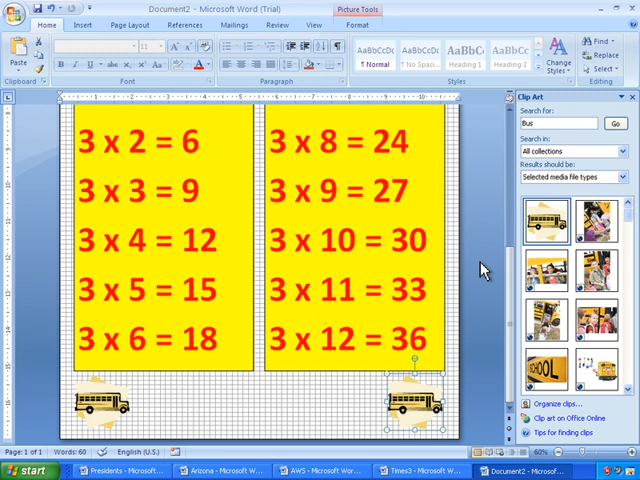 Document2 - Microsoft Word (Trial)
Picture Tools
Home
Insert
Page Layout
References
Mailings
Review
View
Format
Paste
Clipboard
Font
Paragraph
AaBbCcDc
¶ Normal
AaBbCcDc
¶ No Spaci...
AaBbCc
Heading 1
AaBbCc
Heading 2
Change
Styles
Styles
Find
Replace
Select
Editing
3 x 2 = 6
3 x 3 = 9
3 x 4 = 12
3 x 5 = 15
3 x 6 = 18
3 x 8 = 24
3 x 9 = 27
3 x 10 = 30
3 x 11 = 33
3 x 12 = 36
Clip Art
Search for:
Bus
Go
Search in:
All collections
Results should be:
Selected media file types
SCHOOL
Organize clips...
Clip art on Office Online
Tips for finding clips
Page: 1 of 1
Words: 60
English (U.S.)
60%
start
Presidents - Microsoft...
Arizona - Microsoft W...
AWS - Microsoft Wor...
Times3 - Microsoft W...
Document2 - Microsof...